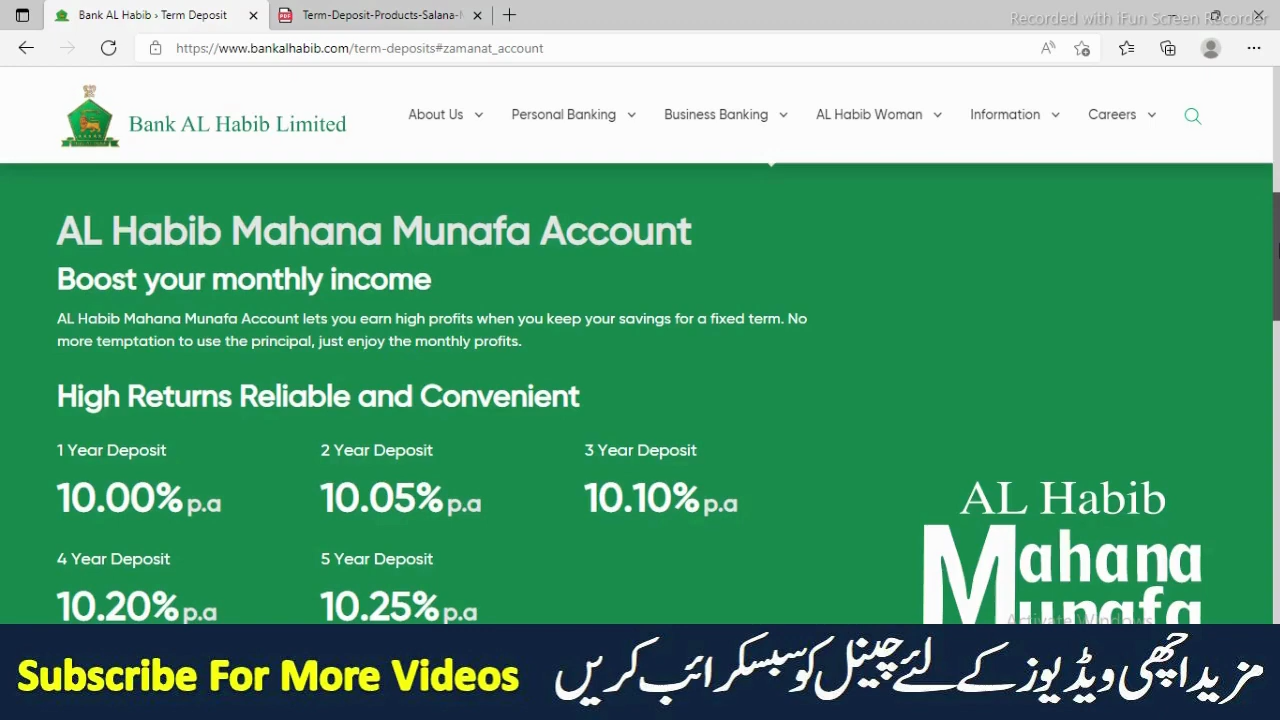 Bank AL Habib › Term Deposit
Term-Deposit-Products-Salana-
Recorded with iFun Screen Recorder
https://www.bankalhabib.com/term-deposits#zamanat_account
Bank AL Habib Limited
About Us
Personal Banking
Business Banking
AL Habib Woman
Information
Careers
AL Habib Mahana Munafa Account
Boost your monthly income
AL Habib Mahana Munafa Account lets you earn high profits when you keep your savings for a fixed term. No
more temptation to use the principal, just enjoy the monthly profits.
High Returns Reliable and Convenient
1 Year Deposit
2 Year Deposit
3 Year Deposit
10.00% p.a
10.05% p.a
10.10% p.a
4 Year Deposit
5 Year Deposit
10.20% p.a
10.25% p.a
AL Habib
Mahana
Munafa
Activate Windows
Subscribe For More Videos
مزید اچھی ویڈیوز کے لئے چینل کو سبسکرائب کریں